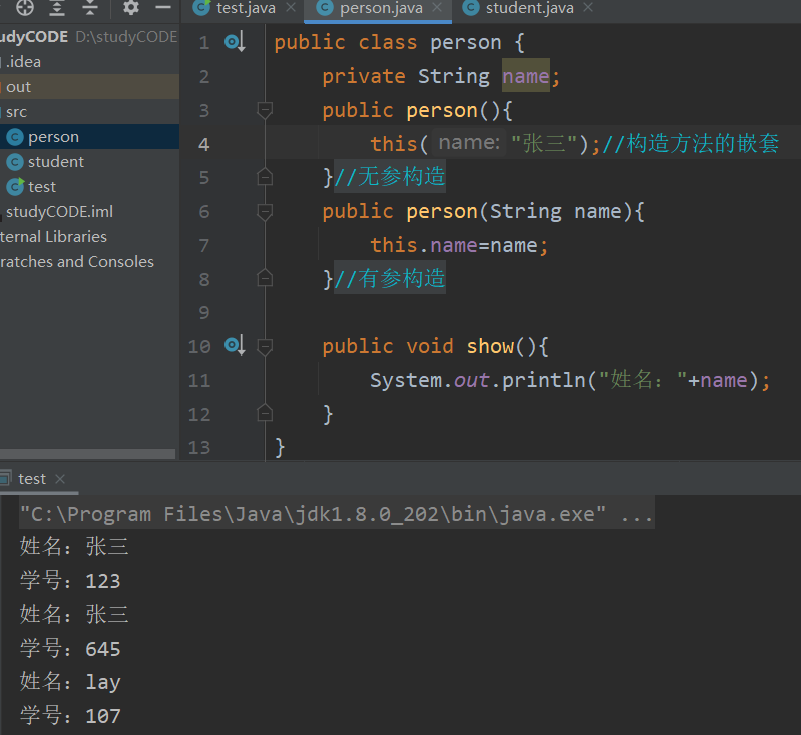 test.java person.java student.java
udyCODE D:\studyCODE
.idea
out
src
person
student
test
studyCODE.iml
ternal Libraries
ratches and Consoles
1 public class person {
2 private String name;
3 public person(){
4 this( name: "张三");//构造方法的嵌套
5 }//无参构造
6 public person(String name){
7 this.name=name;
8 }//有参构造
9
10 public void show(){
11 System.out.println("姓名："+name);
12 }
13 }
test
"C:\Program Files\Java\jdk1.8.0_202\bin\java.exe" ...
姓名：张三
学号：123
姓名：张三
学号：645
姓名：lay
学号：107